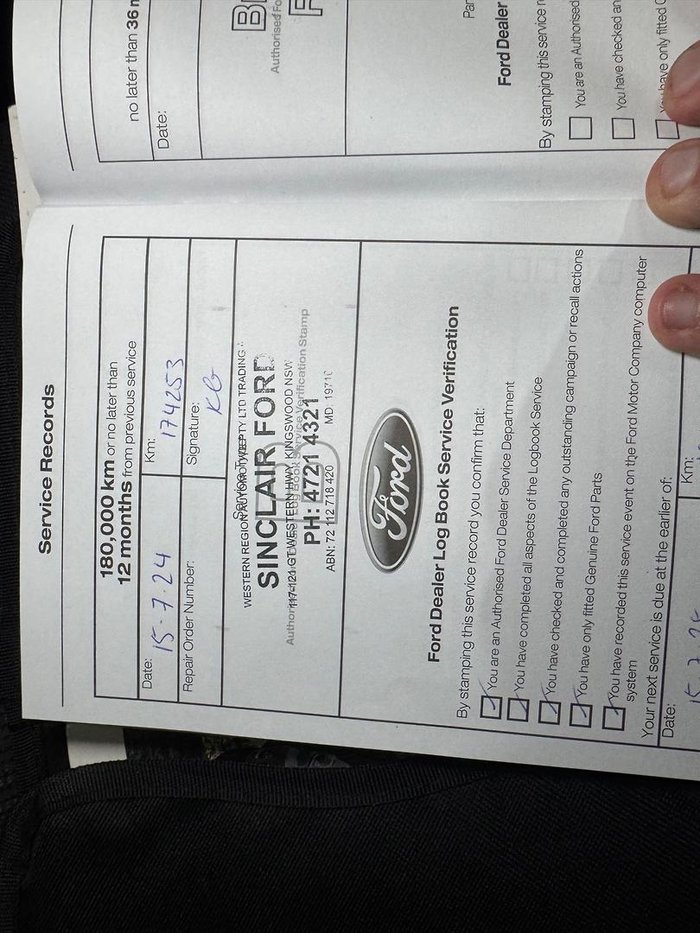 Service Records
180,000 km or no later than
12 months from previous service
Date: 15-7-24
Km: 174253
Repair Order Number:
Signature: KG
WESTERN REGION AUTOMOTIVE PTY LTD TRADING
SINCLAIR FORD
117-121 GT WESTERN HWY, KINGSWOOD NSW
PH: 4721 4321
ABN: 72 112 718 420 MD:
Ford
Ford Dealer Log Book Service Verification
By stamping this service record you confirm that:
You are an Authorised Ford Dealer Service Department
You have completed all aspects of the Logbook Service
You have checked and completed any outstanding campaign or recall actions
You have only fitted Genuine Ford Parts
You have recorded this service event on the Ford Motor Company computer
system
Your next service is due at the earlier of:
Date:
Km:
no later than 36
Date:
Authorised
Ford Dealer
By stamping this service
You are an Authorised
You have checked
have only fitted